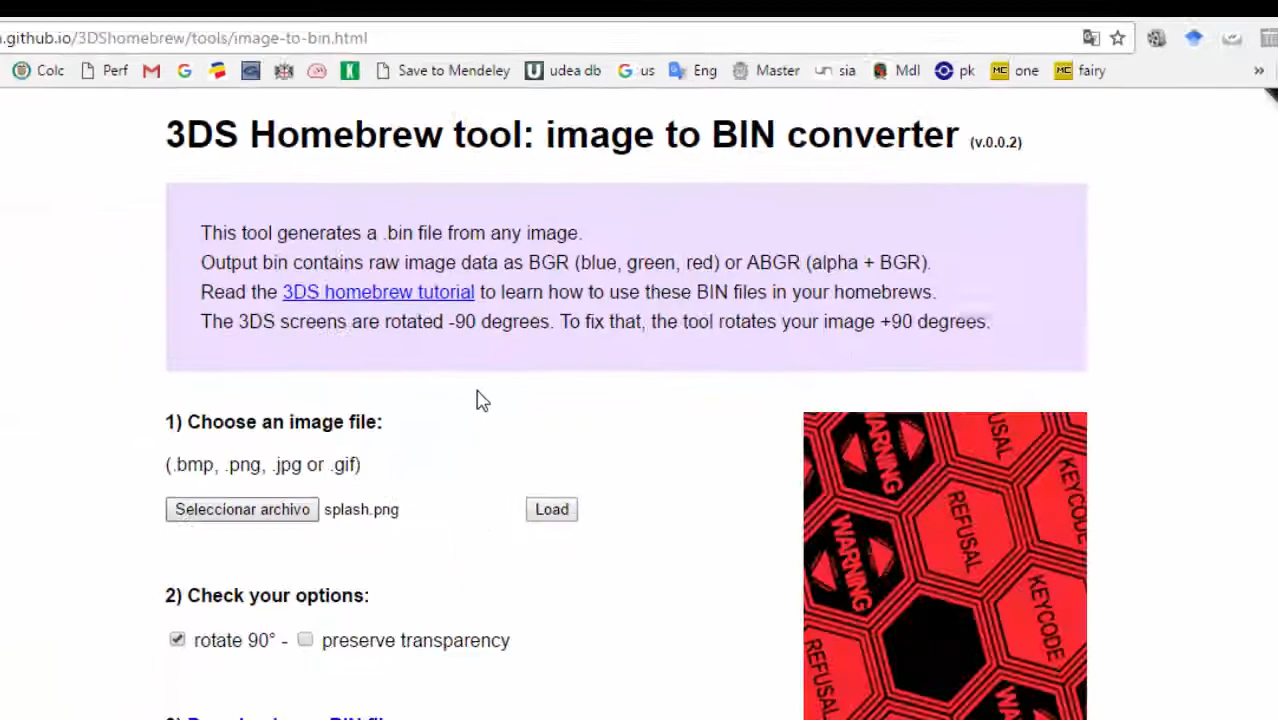 .github.io/3DShomebrew/tools/image-to-bin.html
Colc Perf Save to Mendeley udea db us Eng Master sia Mdl pk MC one MC fairy »
3DS Homebrew tool: image to BIN converter (v.0.0.2)
This tool generates a .bin file from any image.
Output bin contains raw image data as BGR (blue, green, red) or ABGR (alpha + BGR).
Read the 3DS homebrew tutorial to learn how to use these BIN files in your homebrews.
The 3DS screens are rotated -90 degrees. To fix that, the tool rotates your image +90 degrees.
1) Choose an image file:
(.bmp, .png, .jpg or .gif)
Seleccionar archivo splash.png Load
2) Check your options:
rotate 90° - preserve transparency
WARNING
USAL
KEYCODE
REFUSAL
WARNING
KEYCODE
REFUSAL
WARNING